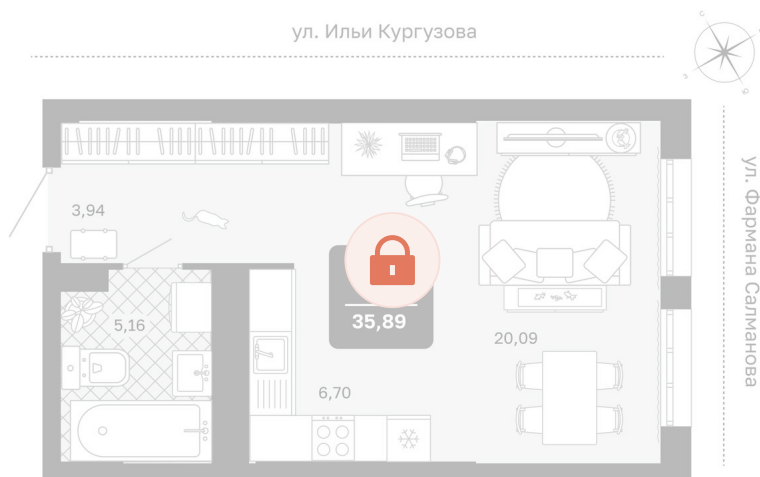 ул. Ильи Кургузова
С
В
З
Ю
ул. Фармана Салманова
3,94
5,16
35,89
20,09
6,70